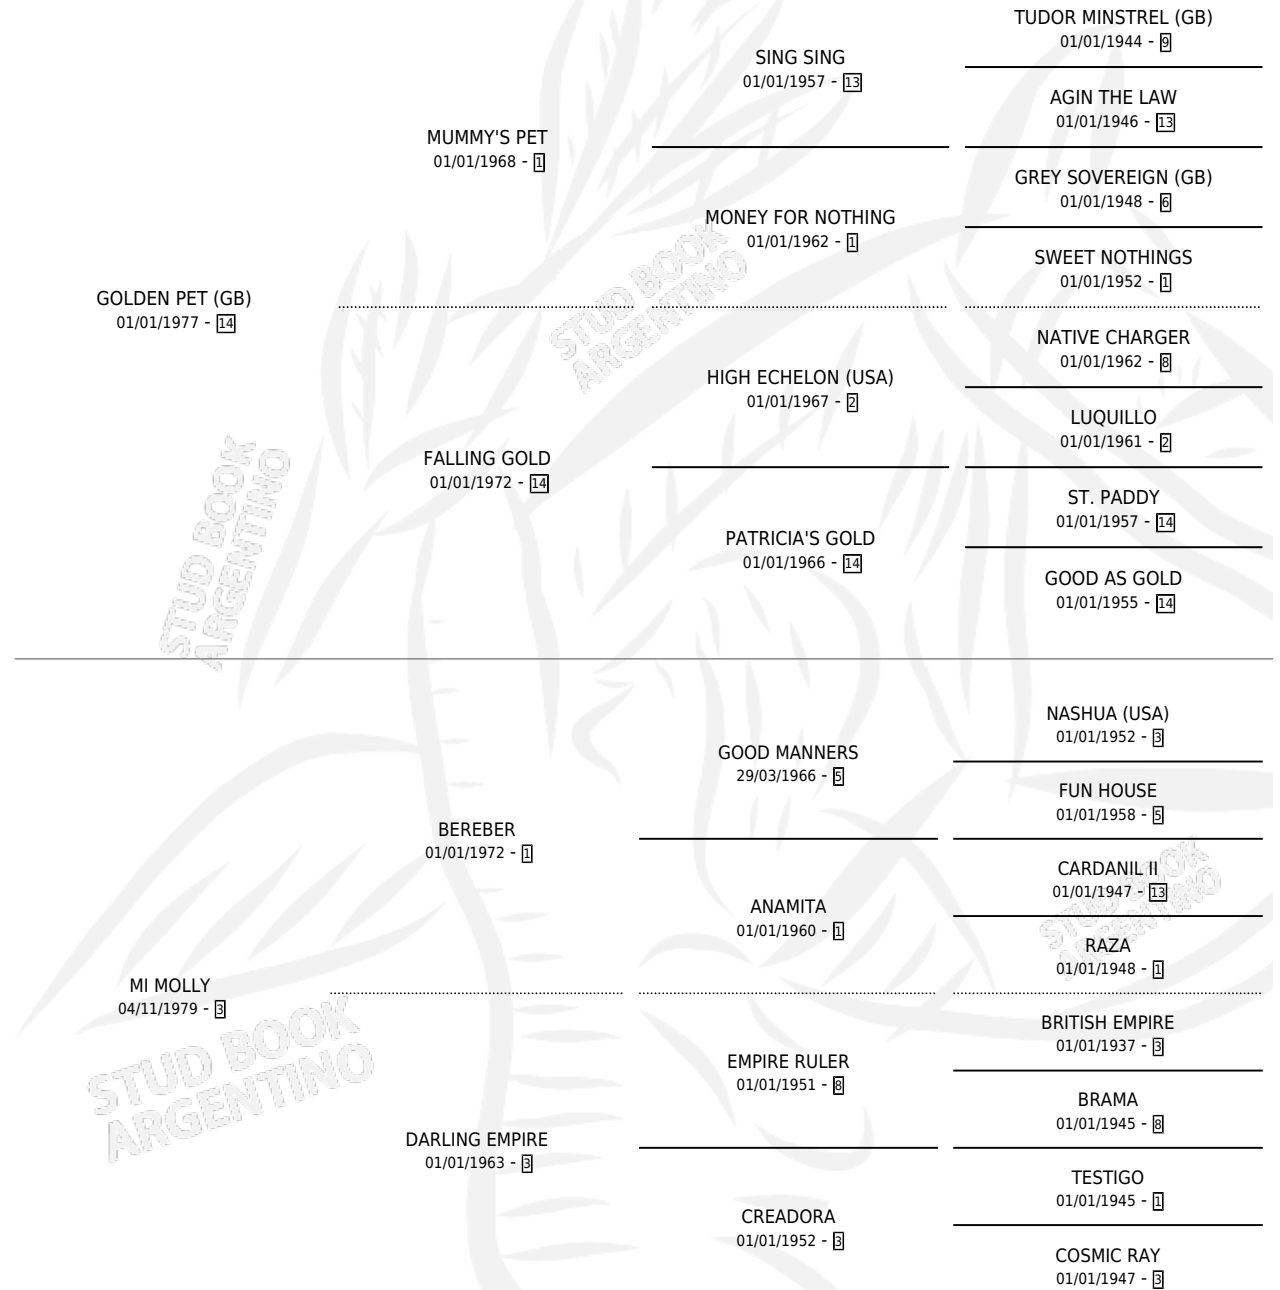 TUDOR MINSTREL (GB)
01/01/1944 - 9
SING SING
01/01/1957 - 13
AGIN THE LAW
01/01/1946 - 13
MUMMY'S PET
01/01/1968 - 1
GREY SOVEREIGN (GB)
01/01/1948 - 6
MONEY FOR NOTHING
01/01/1962 - 1
SWEET NOTHINGS
01/01/1952 - 1
GOLDEN PET (GB)
01/01/1977 - 14
NATIVE CHARGER
01/01/1962 - 8
HIGH ECHELON (USA)
01/01/1967 - 2
LUQUILLO
01/01/1961 - 2
FALLING GOLD
01/01/1972 - 14
ST. PADDY
01/01/1957 - 14
PATRICIA'S GOLD
01/01/1966 - 14
GOOD AS GOLD
01/01/1955 - 14
NASHUA (USA)
01/01/1952 - 3
GOOD MANNERS
29/03/1966 - 5
FUN HOUSE
01/01/1958 - 5
BEREBER
01/01/1972 - 1
CARDANIL II
01/01/1947 - 13
ANAMITA
01/01/1960 - 1
RAZA
01/01/1948 - 1
MI MOLLY
04/11/1979 - 3
BRITISH EMPIRE
01/01/1937 - 3
EMPIRE RULER
01/01/1951 - 8
BRAMA
01/01/1945 - 8
DARLING EMPIRE
01/01/1963 - 3
TESTIGO
01/01/1945 - 1
CREADORA
01/01/1952 - 3
COSMIC RAY
01/01/1947 - 3
STUD BOOK
ARGENTINO
STUD BOOK
ARGENTINO
STUD BOOK
ARGENTINO
STUD BOOK
ARGENTINO